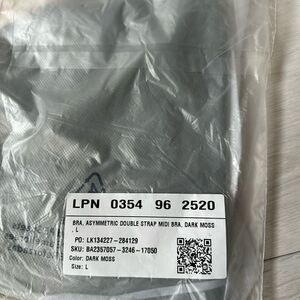 LPN 0354 96 2520
BRA, ASYMMETRIC DOUBLE STRAP MIDI BRA, DARK MOSS
, L
PO: LK134227-284129
SKU: BA2357057-3246-17050
Color: DARK MOSS
Size: L